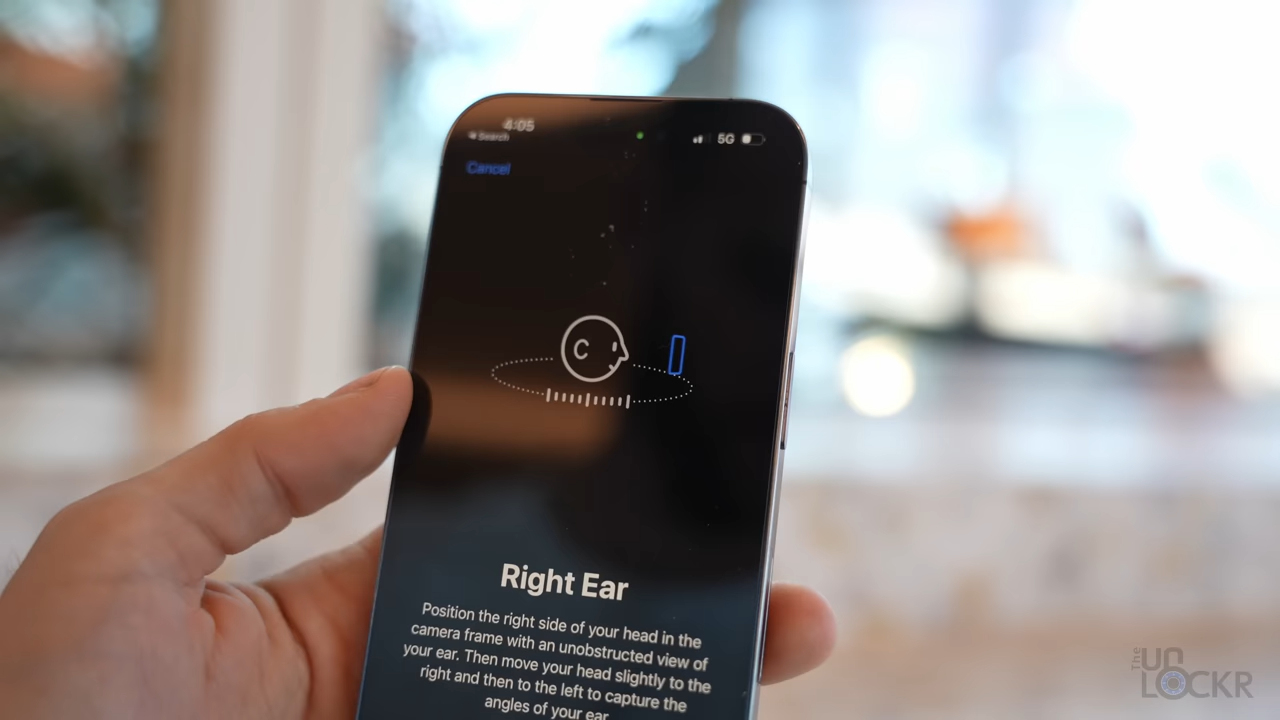 4:05
Search
5G
Cancel
Right Ear
Position the right side of your head in the
camera frame with an unobstructed view of
your ear. Then move your head slightly to the
right and then to the left to capture the
angles of your ear
The
UN
LOCKR